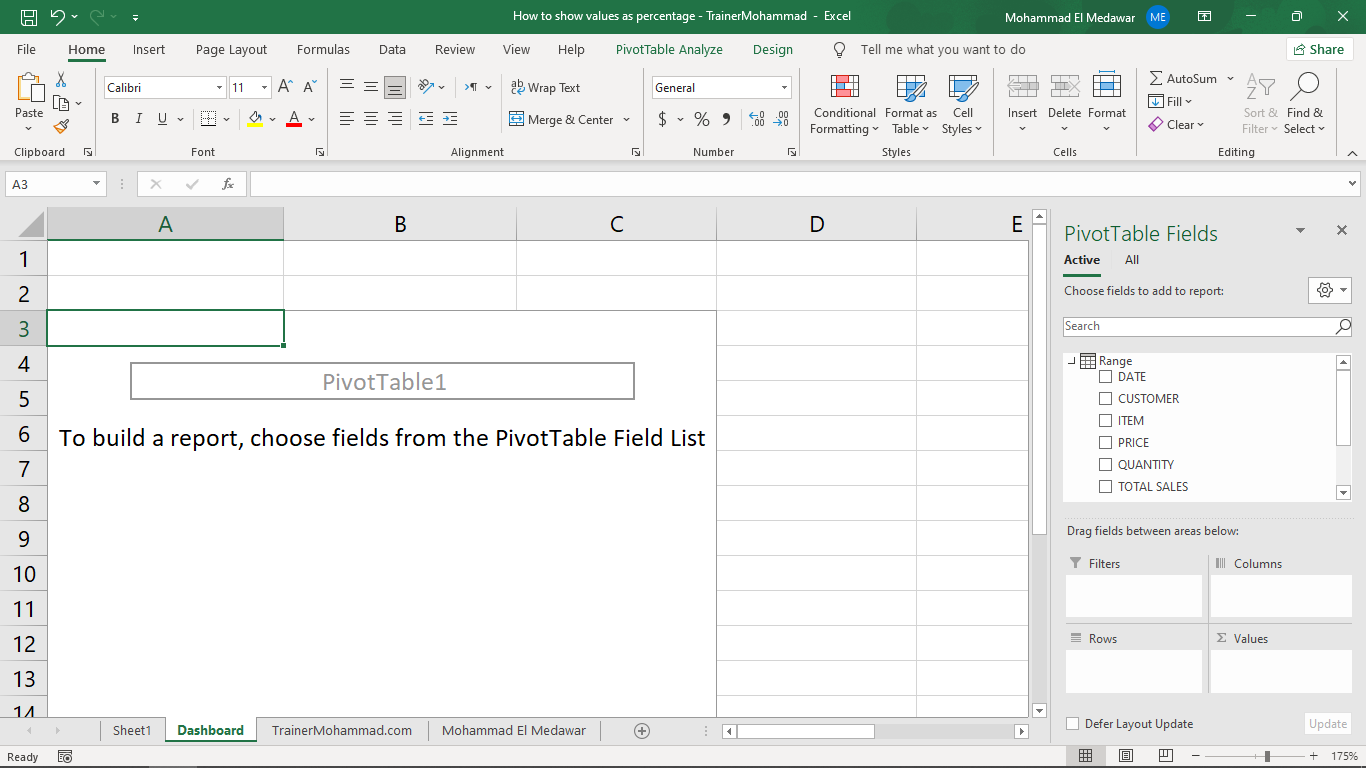 How to show values as percentage - TrainerMohammad - Excel
Mohammad El Medawar
ME
File Home Insert Page Layout Formulas Data Review View Help PivotTable Analyze Design Tell me what you want to do
Share
Paste
Calibri
11
B I U
A A
ab Wrap Text
Merge & Center
General
$ % 9
Conditional Formatting
Format as Table
Cell Styles
Insert
Delete
Format
AutoSum
Fill
Clear
Sort & Filter
Find & Select
Clipboard Font Alignment Number Styles Cells Editing
A3
fx
A B C D E
1
2
3
4
5
6
7
8
9
10
11
12
13
14
PivotTable1
To build a report, choose fields from the PivotTable Field List
PivotTable Fields
Active All
Choose fields to add to report:
Search
Range
DATE
CUSTOMER
ITEM
PRICE
QUANTITY
TOTAL SALES
Drag fields between areas below:
Filters
Columns
Rows
Σ Values
Defer Layout Update
Update
Sheet1 Dashboard TrainerMohammad.com Mohammad El Medawar
Ready
175%